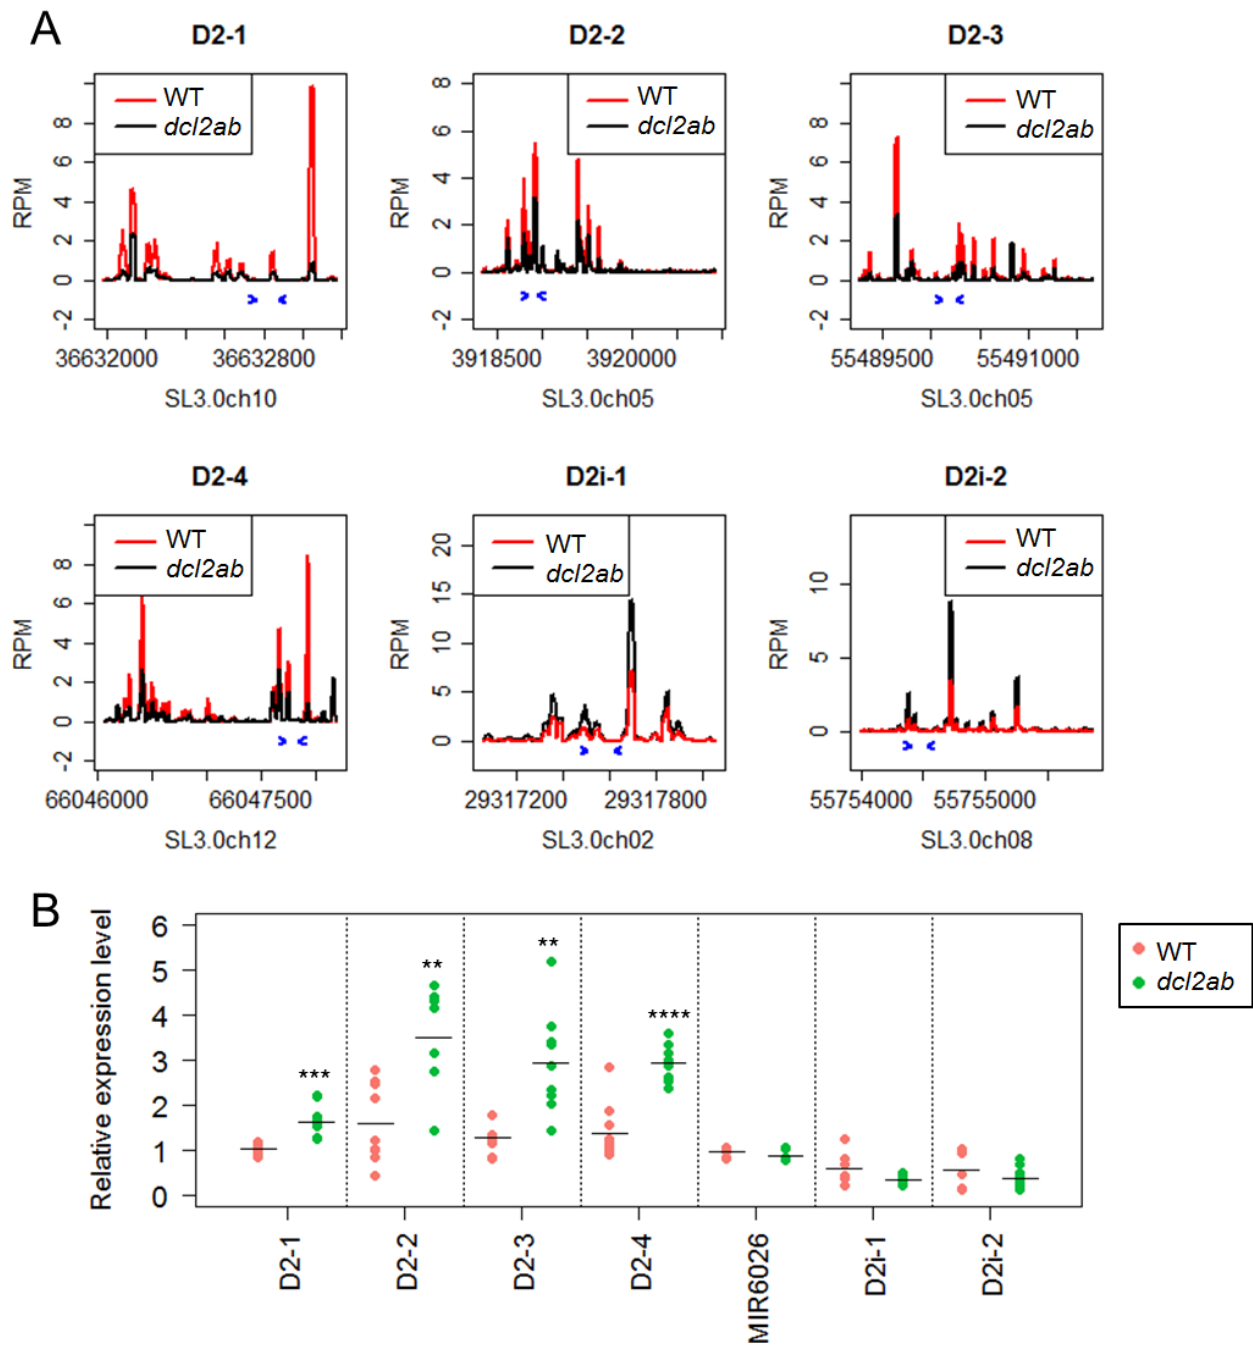 A
D2-1
D2-2
D2-3
WT
dcl2ab
WT
dcl2ab
WT
dcl2ab
RPM
8
6
4
2
0
-2
RPM
8
6
4
2
0
-2
RPM
8
6
4
2
0
-2
36632000 36632800
3918500 3920000
55489500 55491000
SL3.0ch10
SL3.0ch05
SL3.0ch05
D2-4
D2i-1
D2i-2
WT
dcl2ab
WT
dcl2ab
WT
dcl2ab
RPM
8
6
4
2
0
-2
RPM
20
15
10
5
0
RPM
10
5
0
66046000 66047500
29317200 29317800
55754000 55755000
SL3.0ch12
SL3.0ch02
SL3.0ch08
B
Relative expression level
6
5
4
3
2
1
0
***
**
**
****
WT
dcl2ab
D2-1
D2-2
D2-3
D2-4
MIR6026
D2i-1
D2i-2